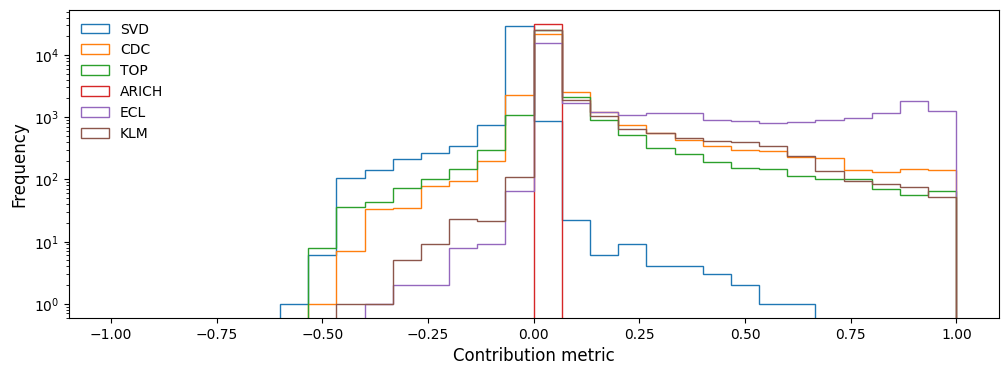 SVD
CDC
TOP
ARICH
ECL
KLM
Frequency
10⁴
10³
10²
10¹
10⁰
−1.00 −0.75 −0.50 −0.25 0.00 0.25 0.50 0.75 1.00
Contribution metric